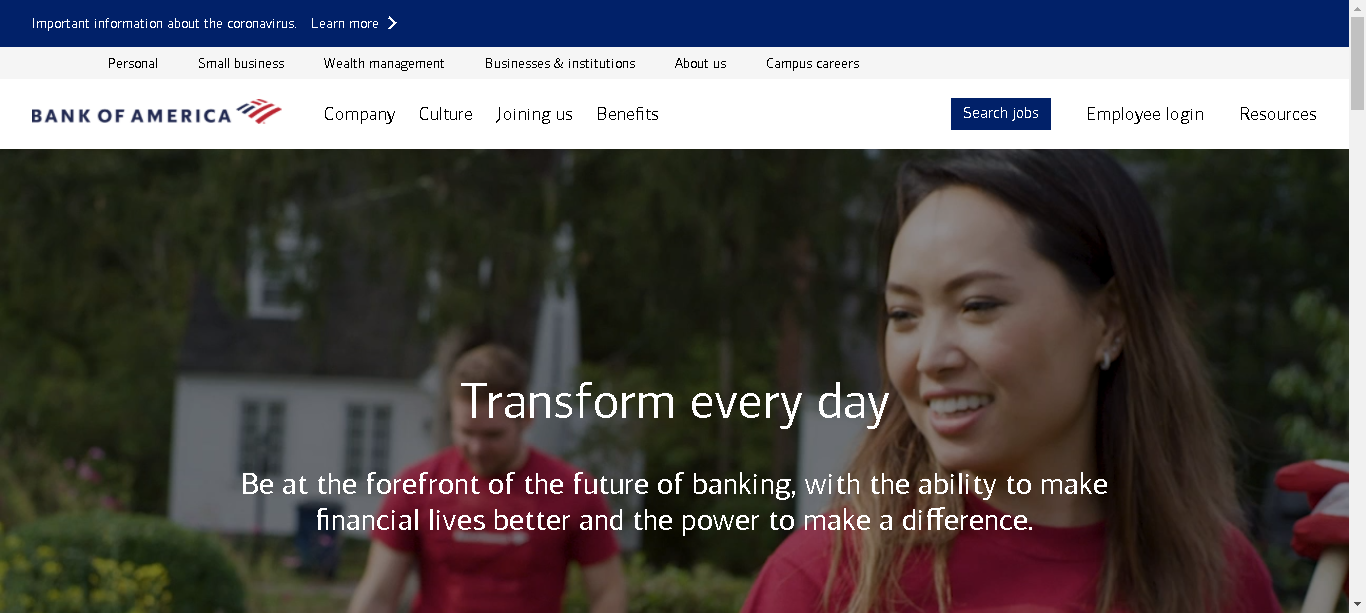 Important information about the coronavirus. Learn more
Personal Small business Wealth management Businesses & institutions About us Campus careers
BANK OF AMERICA Company Culture Joining us Benefits Search jobs Employee login Resources
Transform every day
Be at the forefront of the future of banking, with the ability to make
financial lives better and the power to make a difference.